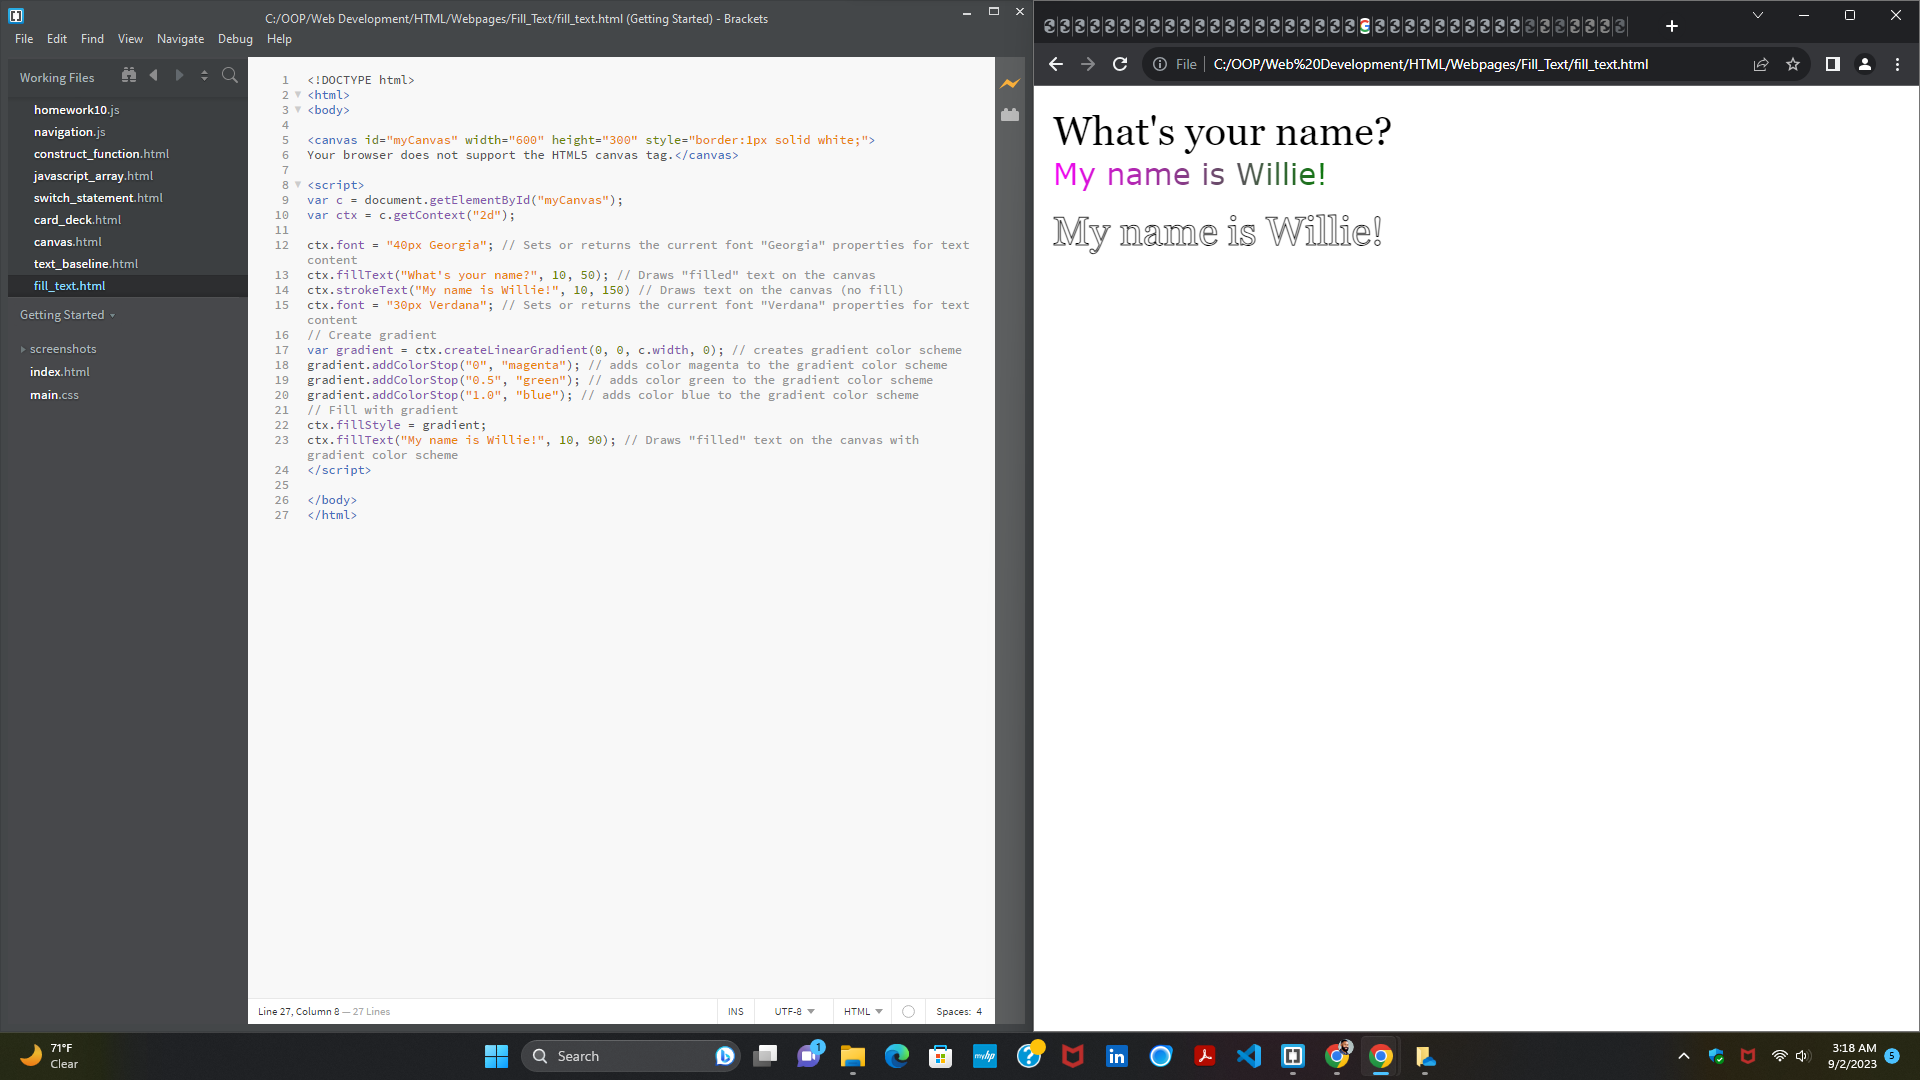 C:/OOP/Web Development/HTML/Webpages/Fill_Text/fill_text.html (Getting Started) - Brackets
File Edit Find View Navigate Debug Help
Working Files
homework10.js
navigation.js
construct_function.html
javascript_array.html
switch_statement.html
card_deck.html
canvas.html
text_baseline.html
fill_text.html
Getting Started
screenshots
index.html
main.css
1 <!DOCTYPE html>
2 <html>
3 <body>
4
5 <canvas id="myCanvas" width="600" height="300" style="border:1px solid white;">
6 Your browser does not support the HTML5 canvas tag.</canvas>
7
8 <script>
9 var c = document.getElementById("myCanvas");
10 var ctx = c.getContext("2d");
11
12 ctx.font = "40px Georgia"; // Sets or returns the current font "Georgia" properties for text
content
13 ctx.fillText("What's your name?", 10, 50); // Draws "filled" text on the canvas
14 ctx.strokeText("My name is Willie!", 10, 150) // Draws text on the canvas (no fill)
15 ctx.font = "30px Verdana"; // Sets or returns the current font "Verdana" properties for text
content
16 // Create gradient
17 var gradient = ctx.createLinearGradient(0, 0, c.width, 0); // creates gradient color scheme
18 gradient.addColorStop("0", "magenta"); // adds color magenta to the gradient color scheme
19 gradient.addColorStop("0.5", "green"); // adds color green to the gradient color scheme
20 gradient.addColorStop("1.0", "blue"); // adds color blue to the gradient color scheme
21 // Fill with gradient
22 ctx.fillStyle = gradient;
23 ctx.fillText("My name is Willie!", 10, 90); // Draws "filled" text on the canvas with
gradient color scheme
24 </script>
25
26 </body>
27 </html>
Line 27, Column 8 — 27 Lines
INS UTF-8 HTML Spaces: 4
File C:/OOP/Web%20Development/HTML/Webpages/Fill_Text/fill_text.html
What's your name?
My name is Willie!
My name is Willie!
71°F
Clear
Search
1
myhp
in
3:18 AM
9/2/2023
5